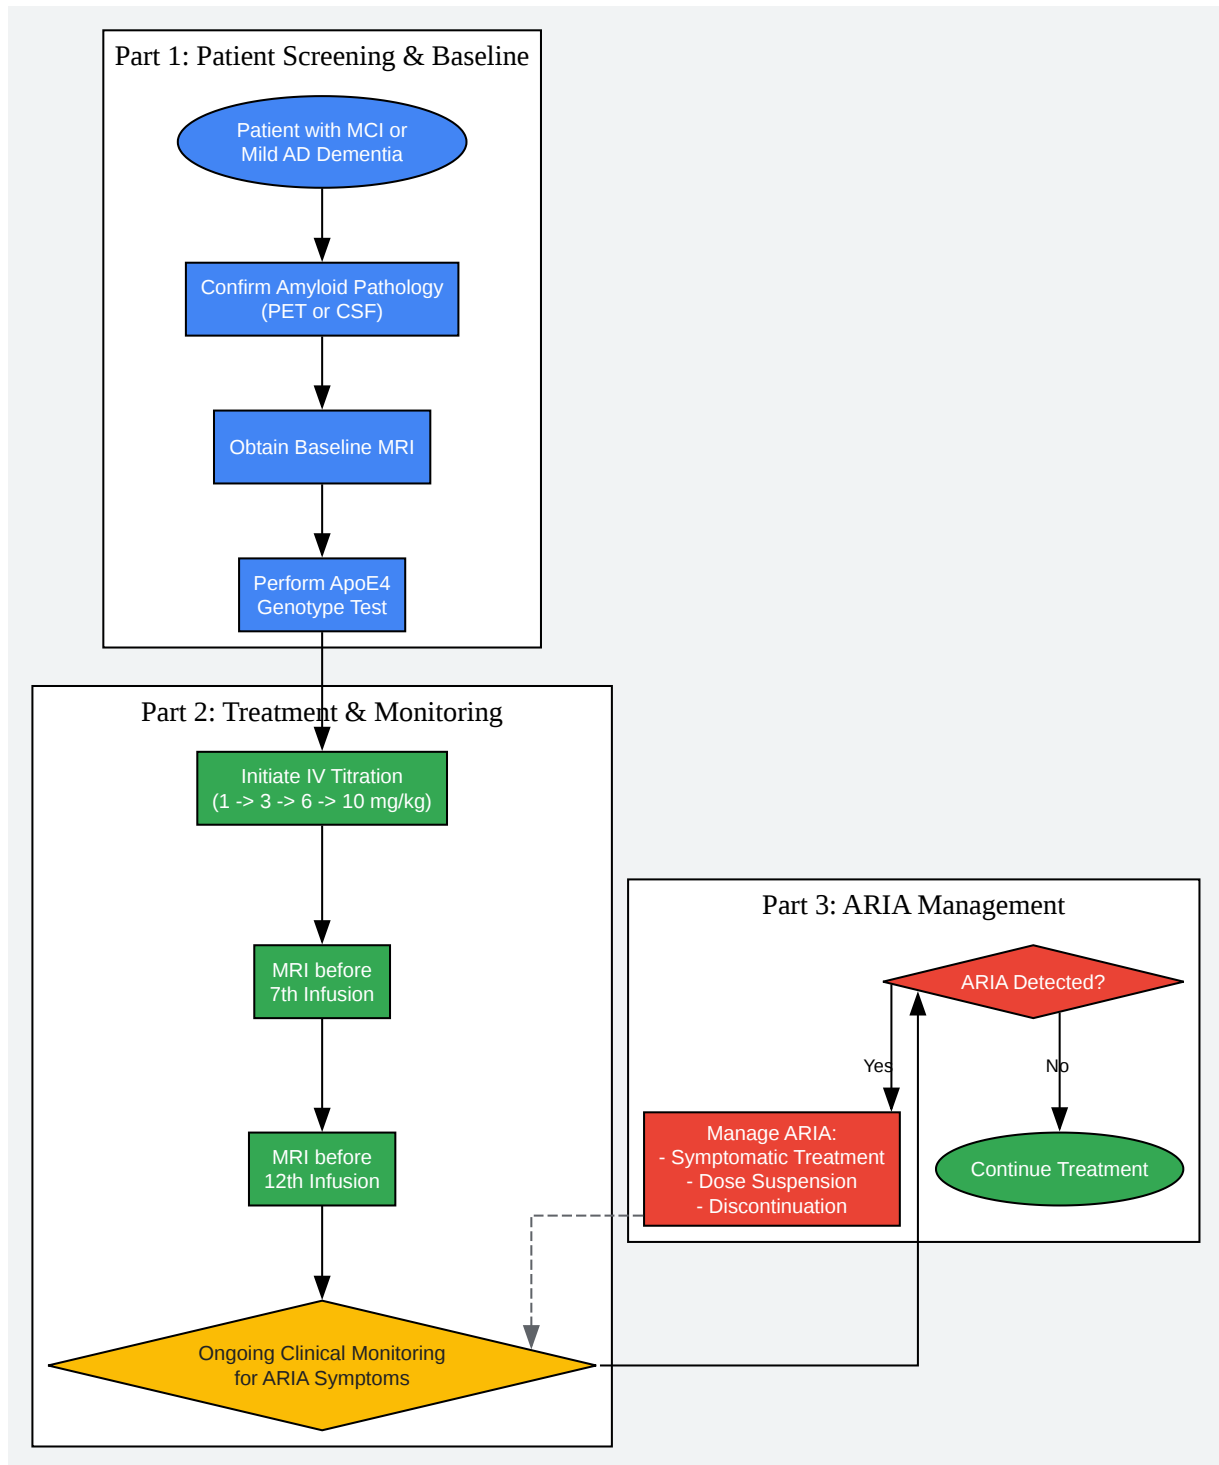 Part 1: Patient Screening & Baseline
Patient with MCI or
Mild AD Dementia
Confirm Amyloid Pathology
(PET or CSF)
Obtain Baseline MRI
Perform ApoE4
Genotype Test
Part 2: Treatment & Monitoring
Initiate IV Titration
(1 -> 3 -> 6 -> 10 mg/kg)
MRI before
7th Infusion
MRI before
12th Infusion
Ongoing Clinical Monitoring
for ARIA Symptoms
Part 3: ARIA Management
ARIA Detected?
Yes
No
Manage ARIA:
- Symptomatic Treatment
- Dose Suspension
- Discontinuation
Continue Treatment